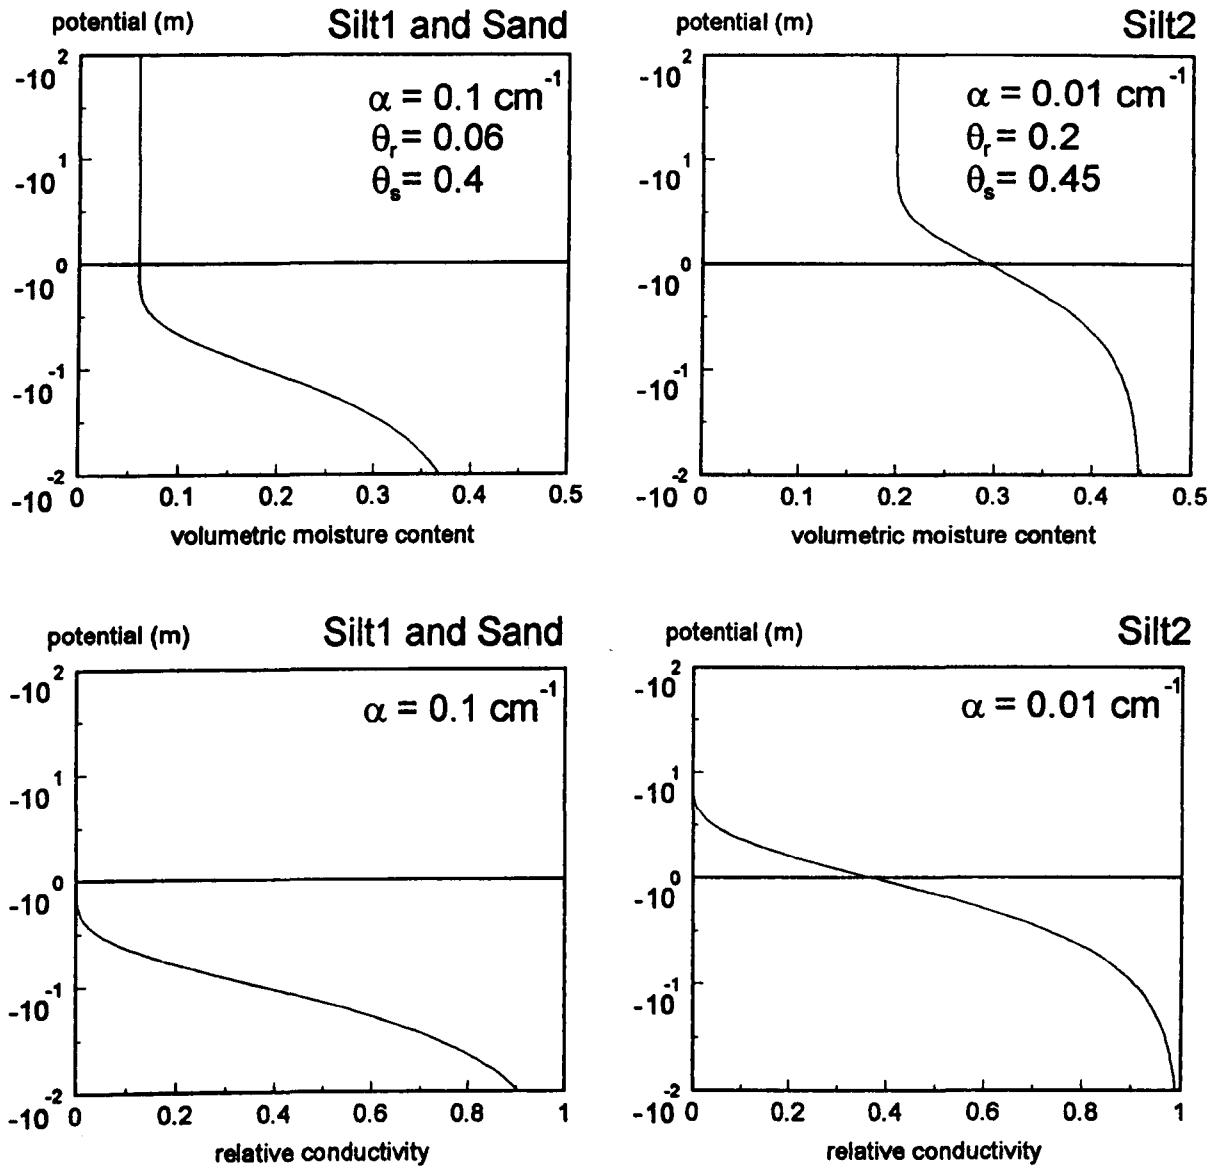 potential (m) Silt1 and Sand
-10^2
α = 0.1 cm^-1
θ_r = 0.06
θ_s = 0.4
-10^1
-10^0
-10^-1
-10^-2
0 0.1 0.2 0.3 0.4 0.5
volumetric moisture content
potential (m) Silt2
-10^2
α = 0.01 cm^-1
θ_r = 0.2
θ_s = 0.45
-10^1
-10^0
-10^-1
-10^-2
0 0.1 0.2 0.3 0.4 0.5
volumetric moisture content
potential (m) Silt1 and Sand
-10^2
α = 0.1 cm^-1
-10^1
-10^0
-10^-1
-10^-2
0 0.2 0.4 0.6 0.8 1
relative conductivity
potential (m) Silt2
-10^2
α = 0.01 cm^-1
-10^1
-10^0
-10^-1
-10^-2
0 0.2 0.4 0.6 0.8 1
relative conductivity